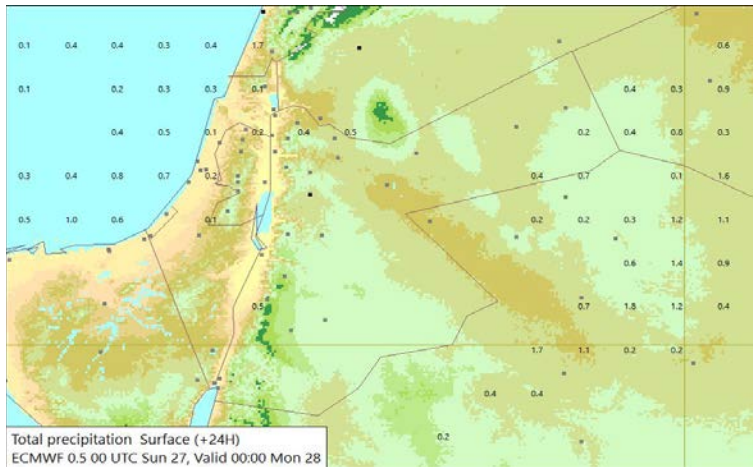 0.1 0.4 0.3 0.4 1.7 0.6
0.1 0.2 0.3 0.1 0.4 0.3 0.9
0.4 0.5 0.1 0.2 0.4 0.5 0.2 0.4 0.8 0.3
0.3 0.4 0.8 0.7 0.2 0.4 0.7 0.1 1.6
0.5 1.0 0.6 0.1 0.2 0.2 0.3 1.2 1.1
0.6 1.4 0.9
0.5 0.7 1.8 1.2 0.4
1.7 1.1 0.2 0.2
0.4 0.4
0.2
Total precipitation Surface (+24H)
ECMWF 0.5 00 UTC Sun 27, Valid 00:00 Mon 28